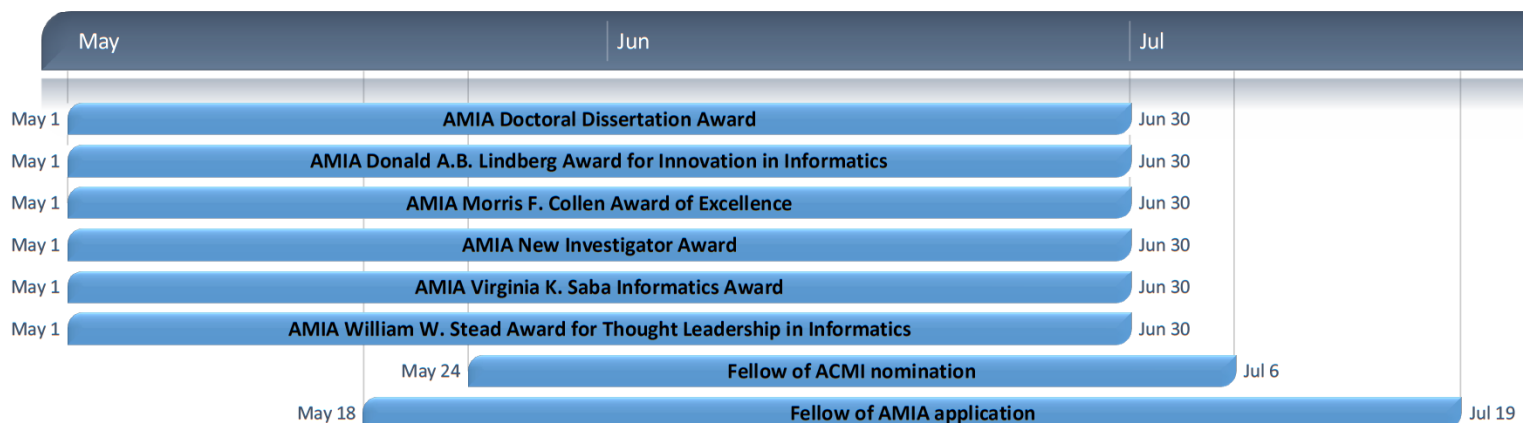 May Jun Jul
May 1 AMIA Doctoral Dissertation Award Jun 30
May 1 AMIA Donald A.B. Lindberg Award for Innovation in Informatics Jun 30
May 1 AMIA Morris F. Collen Award of Excellence Jun 30
May 1 AMIA New Investigator Award Jun 30
May 1 AMIA Virginia K. Saba Informatics Award Jun 30
May 1 AMIA William W. Stead Award for Thought Leadership in Informatics Jun 30
May 24 Fellow of ACMI nomination Jul 6
May 18 Fellow of AMIA application Jul 19